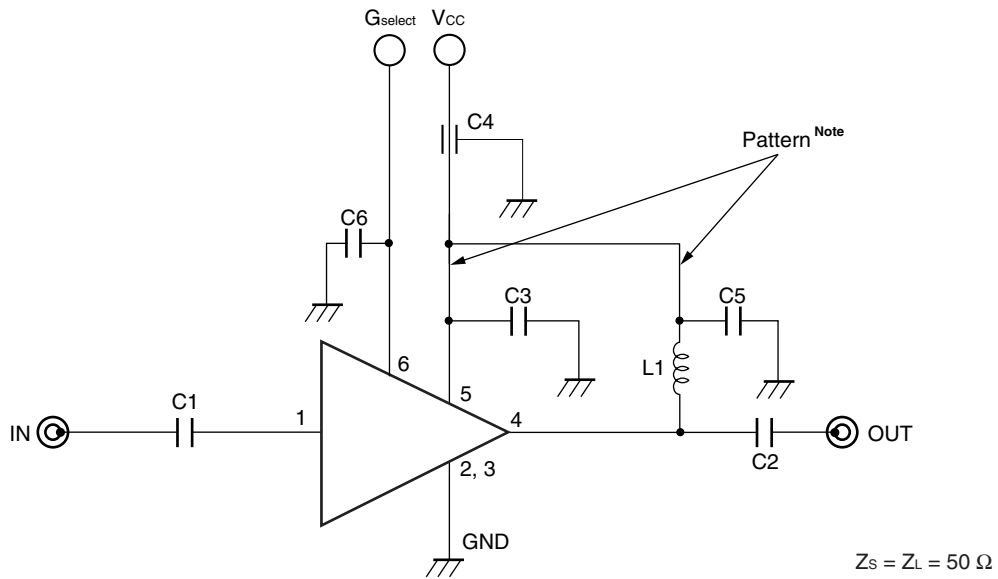 Gselect VCC
C4
Pattern Note
C6
C3
C5
6
L1
5
C1
1
4
IN
OUT
C2
2, 3
GND
ZS = ZL = 50 Ω